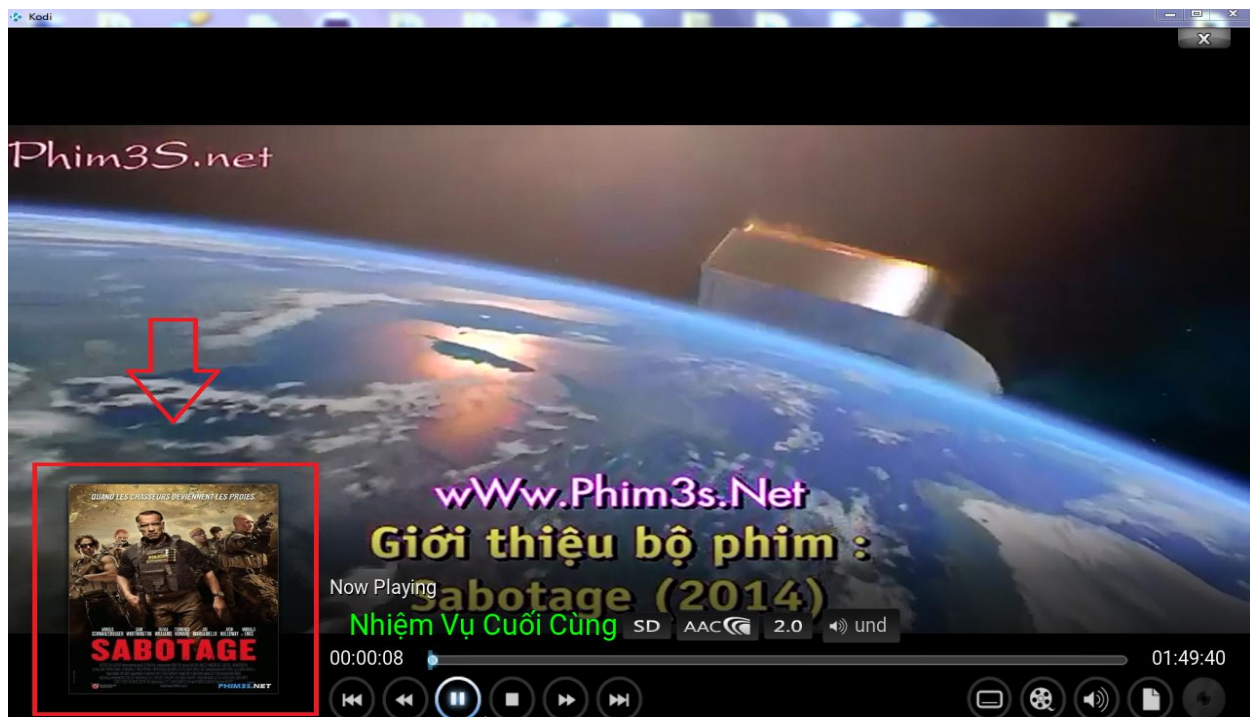 Kodi
Phim3S.net
QUAND LES CHASSEURS DEVIENNENT LES PROIES
SABOTAGE
PHIM3S.NET
wWw.Phim3s.Net
Giới thiệu bộ phim :
Sabotage (2014)
Now Playing
Nhiệm Vụ Cuối Cùng SD AAC 2.0 und
00:00:08 01:49:40